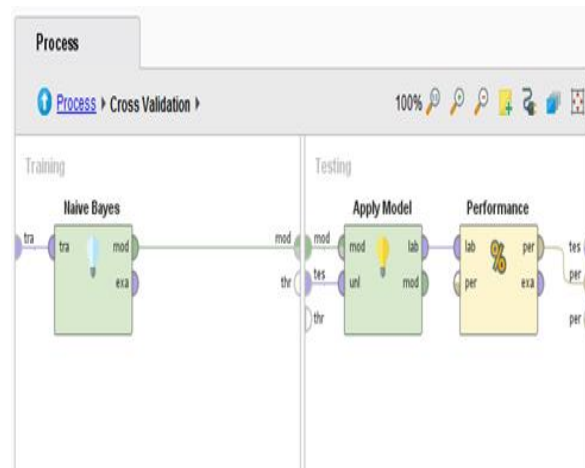 Process
Process ▸ Cross Validation ▸
100%
Training
Testing
Naive Bayes
Apply Model
Performance
tra
tra
mod
exa
mod
thr
mod
tes
thr
mod
unl
lab
mod
lab
per
per
exa
tes
per
per
%